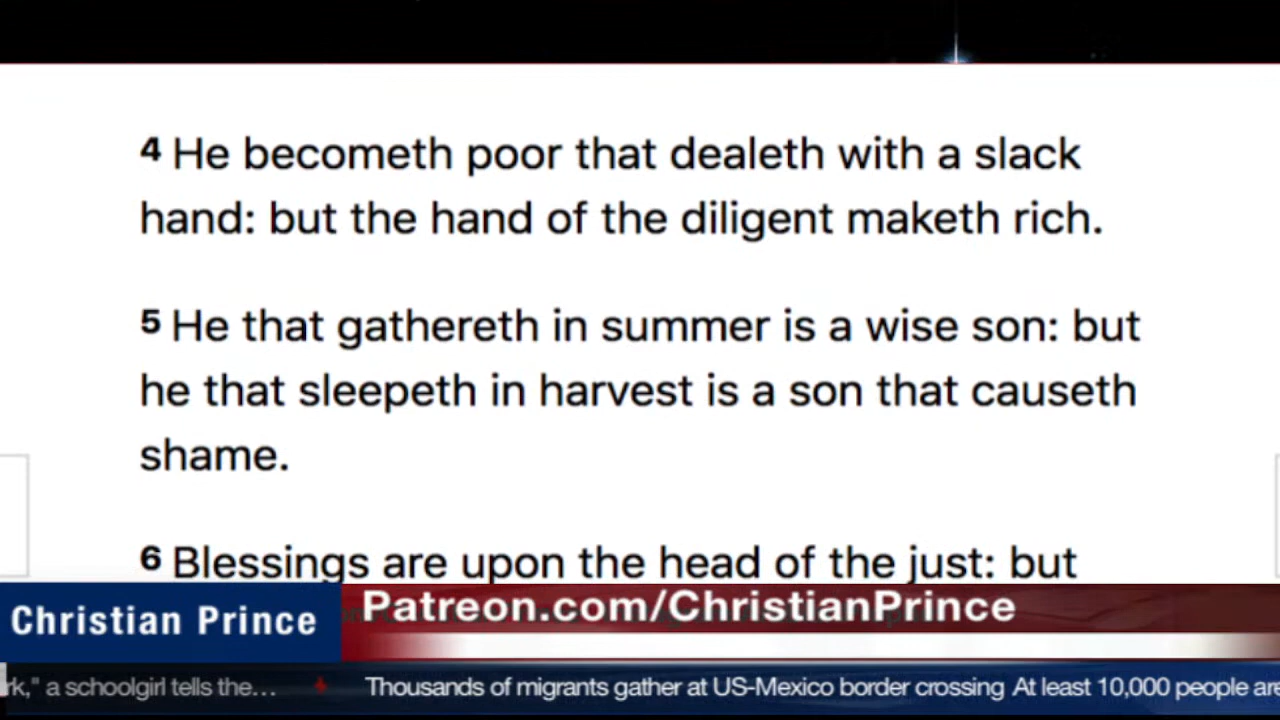 4 He becometh poor that dealeth with a slack
hand: but the hand of the diligent maketh rich.
5 He that gathereth in summer is a wise son: but
he that sleepeth in harvest is a son that causeth
shame.
6 Blessings are upon the head of the just: but
Christian Prince
Patreon.com/ChristianPrince
rk," a schoolgirl tells the... Thousands of migrants gather at US-Mexico border crossing At least 10,000 people are